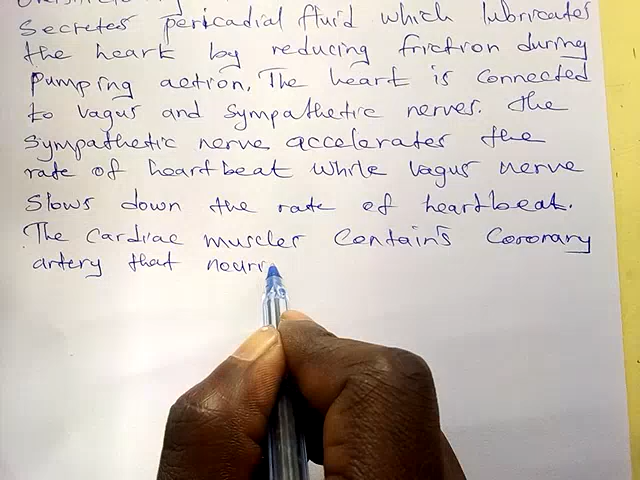 Secretes pericadial fluid which lubricates
the heart by reducing friction during
pumping action. The heart is connected
to vagus and sympathetic nerves. The
sympathetic nerve accelerates the
rate of heartbeat while vagus nerve
slows down the rate of heartbeat.
The cardiac muscles contain's coronary
artery that nouri